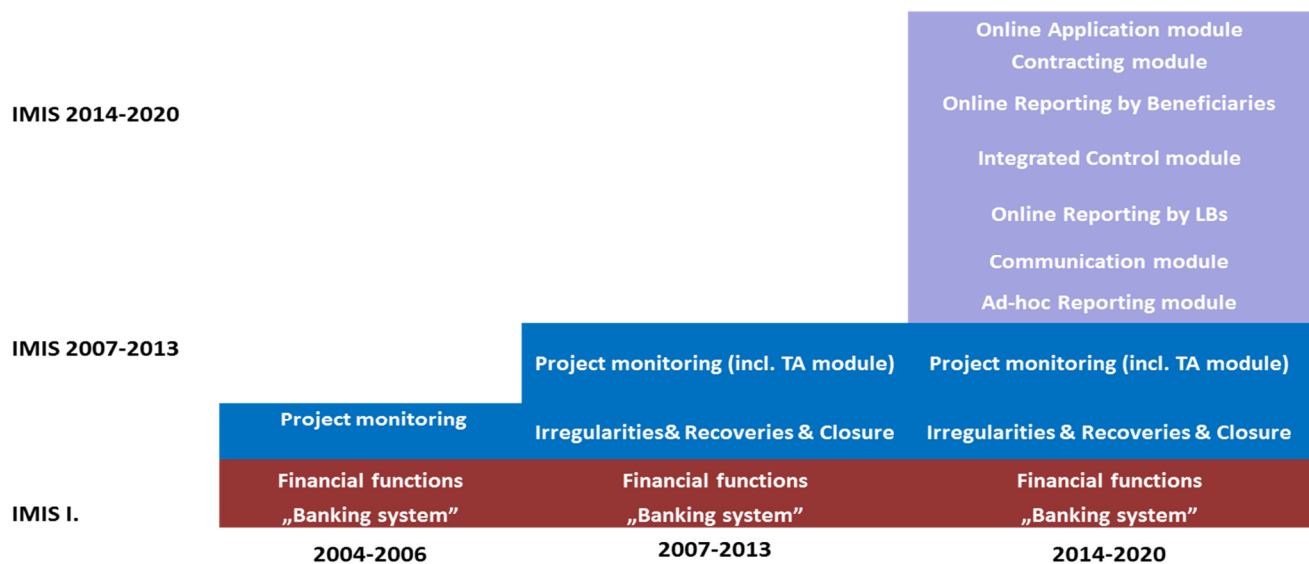 Online Application module
Contracting module
IMIS 2014-2020
Online Reporting by Beneficiaries
Integrated Control module
Online Reporting by LBs
Communication module
Ad-hoc Reporting module
IMIS 2007-2013
Project monitoring (incl. TA module)
Project monitoring (incl. TA module)
Project monitoring
Irregularities& Recoveries & Closure
Irregularities & Recoveries & Closure
Financial functions
Financial functions
Financial functions
IMIS I.
„Banking system”
„Banking system”
„Banking system”
2004-2006
2007-2013
2014-2020